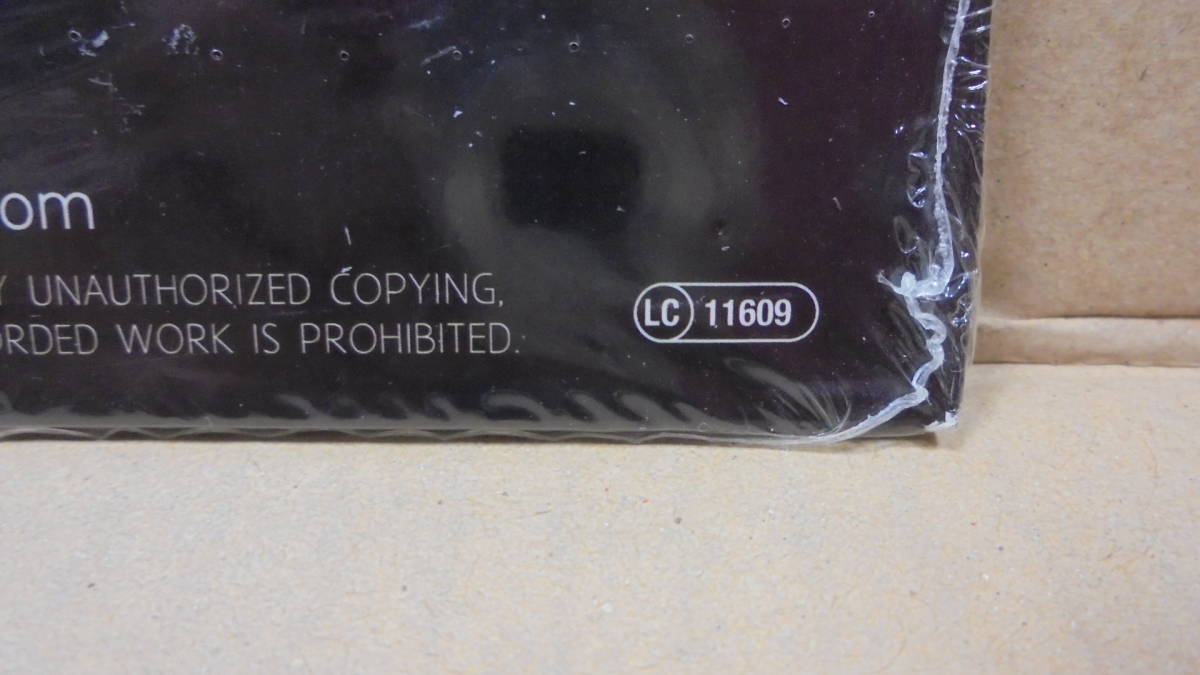 om
Y UNAUTHORIZED COPYING,
ORDED WORK IS PROHIBITED.
LC 11609